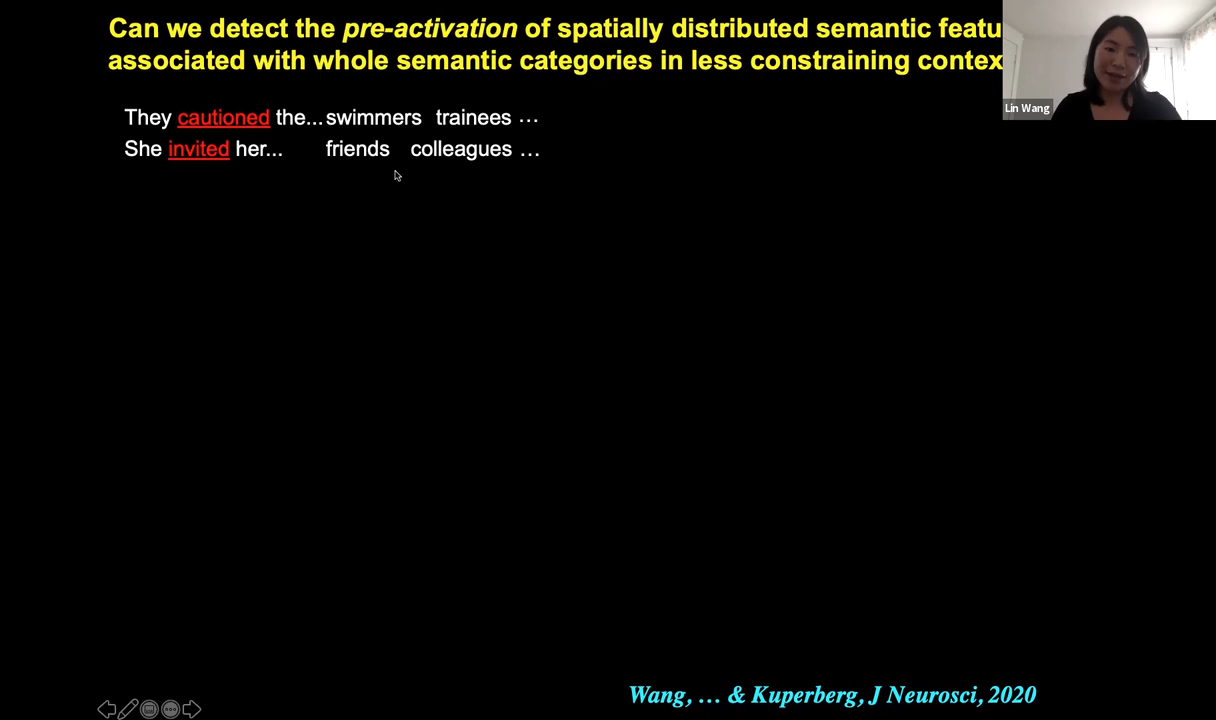 Can we detect the pre-activation of spatially distributed semantic featu
associated with whole semantic categories in less constraining contex
Lin Wang
They cautioned the... swimmers trainees ...
She invited her... friends colleagues ...
Wang, ... & Kuperberg, J Neurosci, 2020